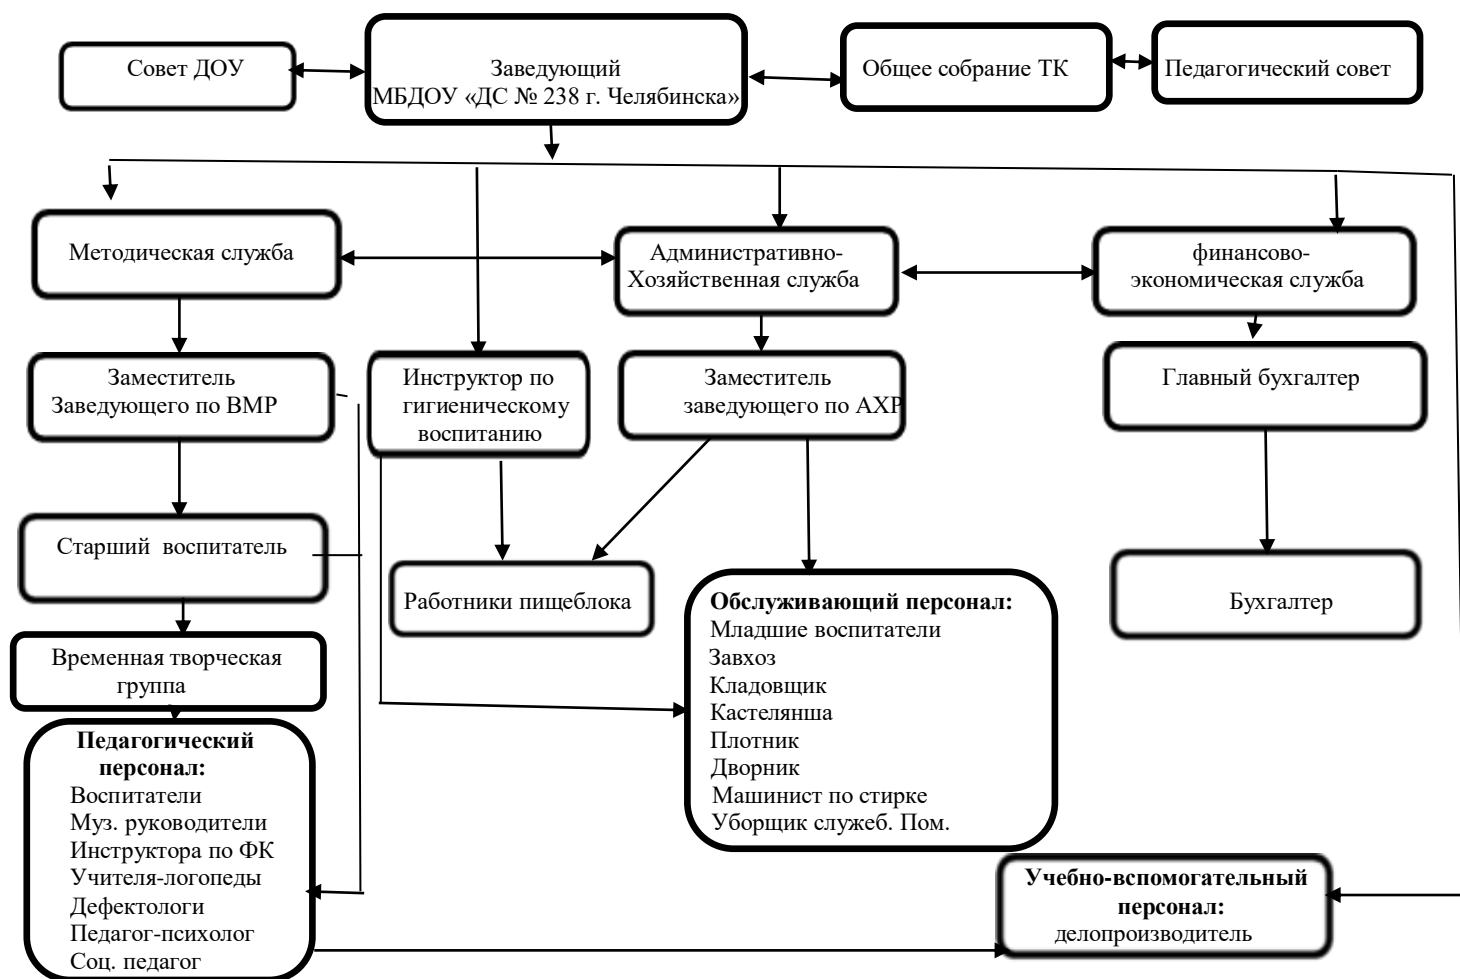 Совет ДОУ
Заведующий
МБДОУ «ДС № 238 г. Челябинска»
Общее собрание ТК
Педагогический совет
Методическая служба
Административно-
Хозяйственная служба
финансово-
экономическая служба
Заместитель
Заведующего по ВМР
Инструктор по
гигиеническому
воспитанию
Заместитель
заведующего по АХР
Главный бухгалтер
Старший воспитатель
Работники пищеблока
Бухгалтер
Временная творческая
группа
Обслуживающий персонал:
Младшие воспитатели
Завхоз
Кладовщик
Кастелянша
Плотник
Дворник
Машинист по стирке
Уборщик служеб. Пом.
Педагогический
персонал:
Воспитатели
Муз. руководители
Инструктора по ФК
Учителя-логопеды
Дефектологи
Педагог-психолог
Соц. педагог
Учебно-вспомогательный
персонал:
делопроизводитель